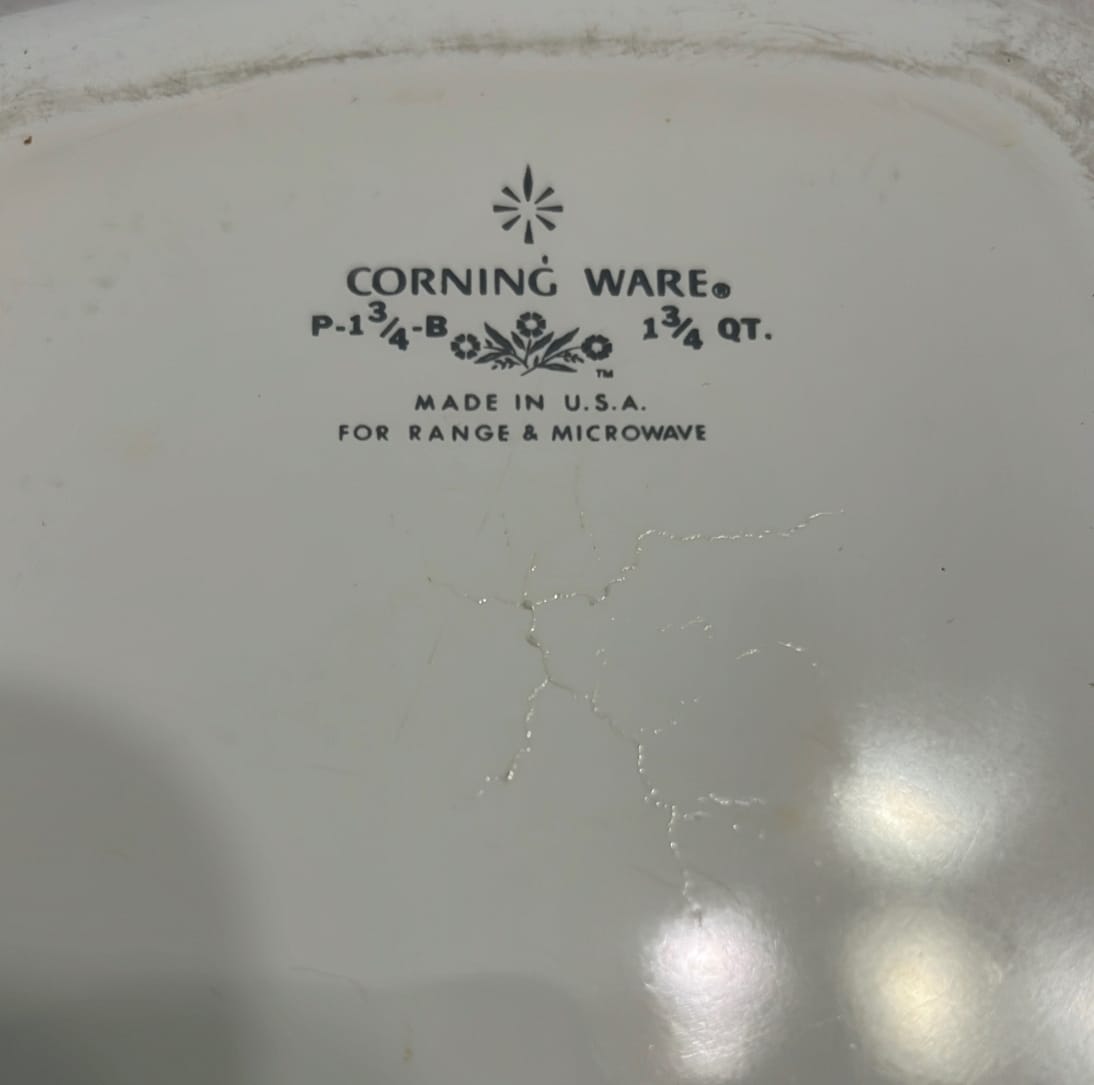 CORNING WARE®
P-1¾-B 1¾ QT.
TM
MADE IN U.S.A.
FOR RANGE & MICROWAVE